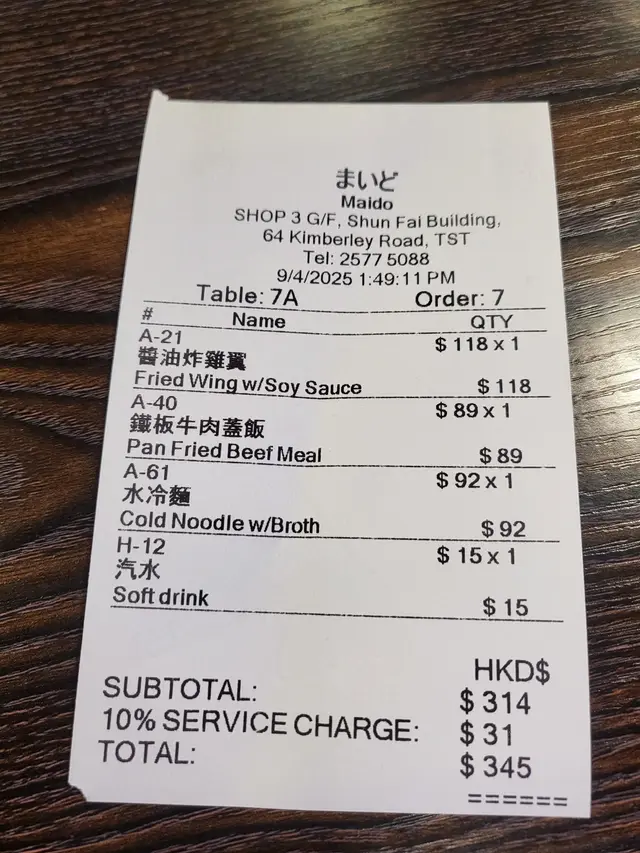 まいど
Maido
SHOP 3 G/F, Shun Fai Building,
64 Kimberley Road, TST
Tel: 2577 5088
9/4/2025 1:49:11 PM
Table: 7A Order: 7
# Name QTY
A-21 $ 118 x 1
醬油炸雞翼
Fried Wing w/Soy Sauce $ 118
A-40 $ 89 x 1
鐵板牛肉蓋飯
Pan Fried Beef Meal $ 89
A-61 $ 92 x 1
水冷麵
Cold Noodle w/Broth $ 92
H-12 $ 15 x 1
汽水
Soft drink $ 15
HKD$
SUBTOTAL: $ 314
10% SERVICE CHARGE: $ 31
TOTAL: $ 345
======